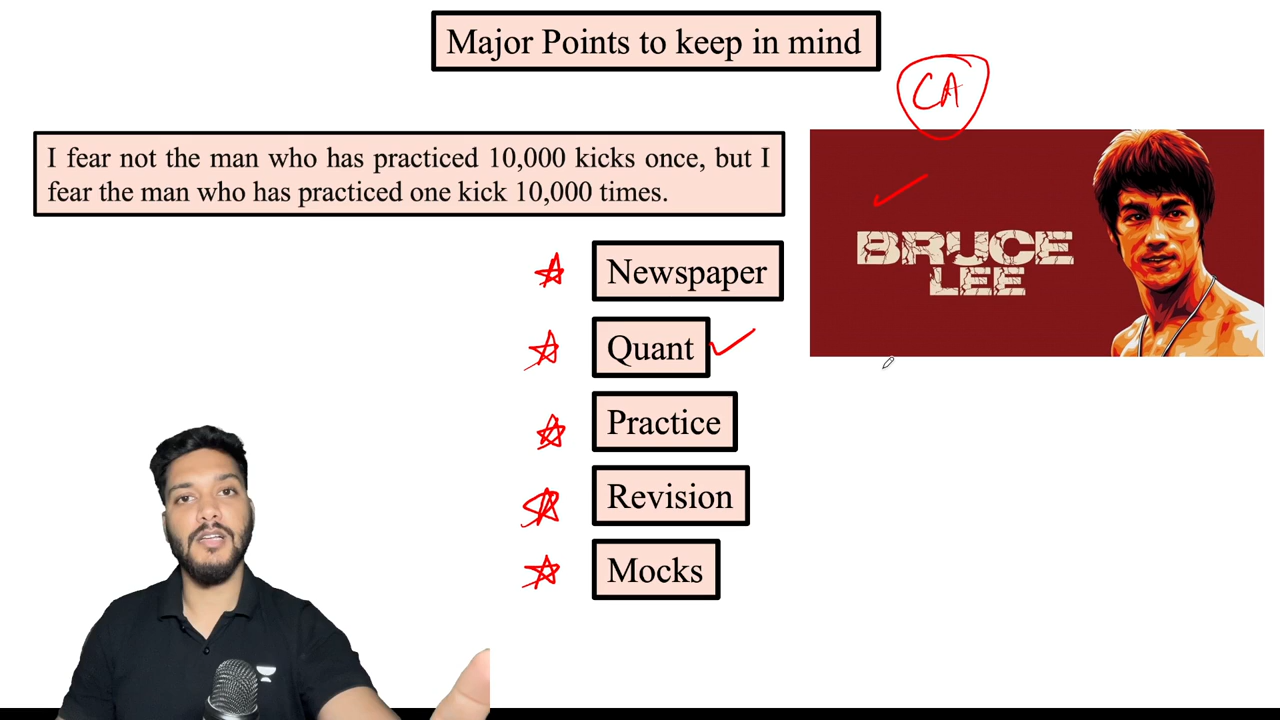 Major Points to keep in mind
CA
I fear not the man who has practiced 10,000 kicks once, but I
fear the man who has practiced one kick 10,000 times.
BRUCE
LEE
Newspaper
Quant
Practice
Revision
Mocks